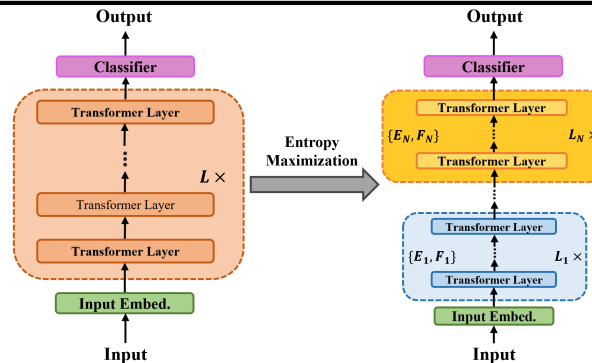 Output
Classifier
Transformer Layer
L ×
Transformer Layer
Transformer Layer
Input Embed.
Input
Entropy
Maximization
Output
Classifier
Transformer Layer
{E_N, F_N}
L_N ×
Transformer Layer
Transformer Layer
{E_1, F_1}
L_1 ×
Transformer Layer
Input Embed.
Input